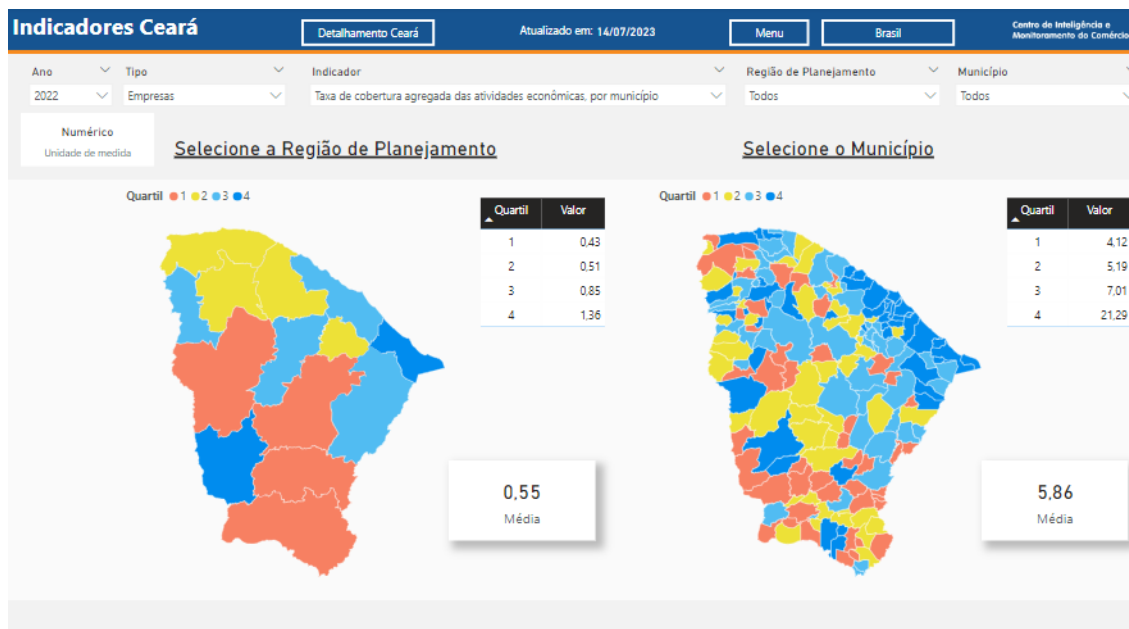 Indicadores Ceará
Detalhamento Ceará
Atualizado em: 14/07/2023
Menu
Brasil
Centro de Inteligência e
Monitoramento do Comércio
Ano
Tipo
Indicador
Região de Planejamento
Município
2022
Empresas
Taxa de cobertura agregada das atividades econômicas, por município
Todos
Todos
Numérico
Unidade de medida
Selecione a Região de Planejamento
Selecione o Município
Quartil 1 2 3 4
Quartil Valor
1 0,43
2 0,51
3 0,85
4 1,36
0,55
Média
Quartil 1 2 3 4
Quartil Valor
1 4,12
2 5,19
3 7,01
4 21,29
5,86
Média